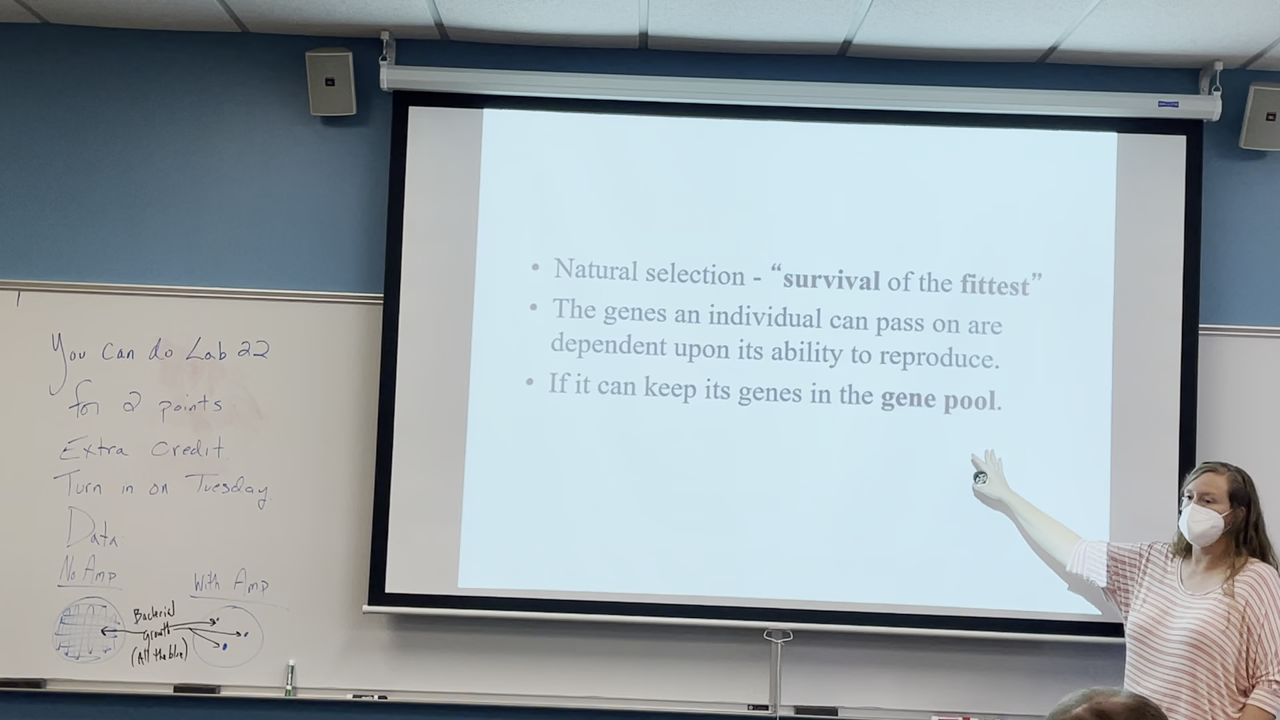 You Can do Lab 22
for 2 points
Extra Credit
Turn in on Tuesday.
Data
No Amp
With Amp
Bacterial
Growth
(All the blue)
• Natural selection - “survival of the fittest”
• The genes an individual can pass on are
dependent upon its ability to reproduce.
• If it can keep its genes in the gene pool.